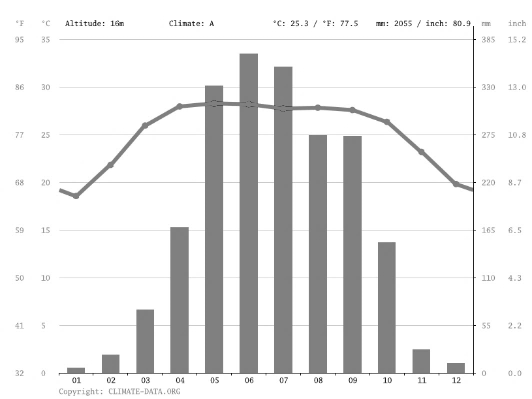 °F °C Altitude: 16m Climate: A °C: 25.3 / °F: 77.5 mm: 2055 / inch: 80.9 mm inch
95 35 385 15.2
86 30 330 13.0
77 25 275 10.8
68 20 220 8.7
59 15 165 6.5
50 10 110 4.3
41 5 55 2.2
32 0 0 0.0
01 02 03 04 05 06 07 08 09 10 11 12
Copyright: CLIMATE-DATA.ORG